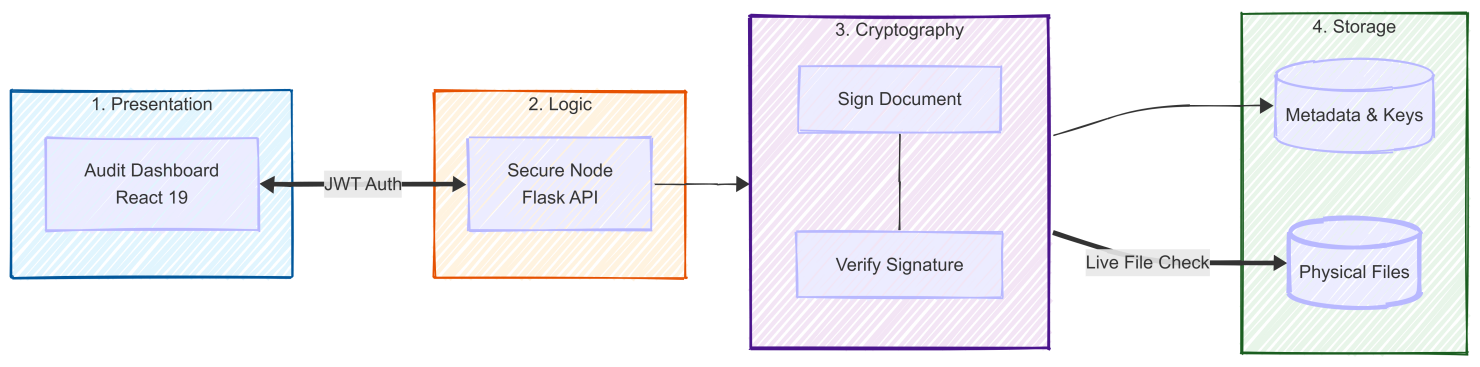 1. Presentation
Audit Dashboard
React 19
JWT Auth
2. Logic
Secure Node
Flask API
3. Cryptography
Sign Document
Verify Signature
Live File Check
4. Storage
Metadata & Keys
Physical Files